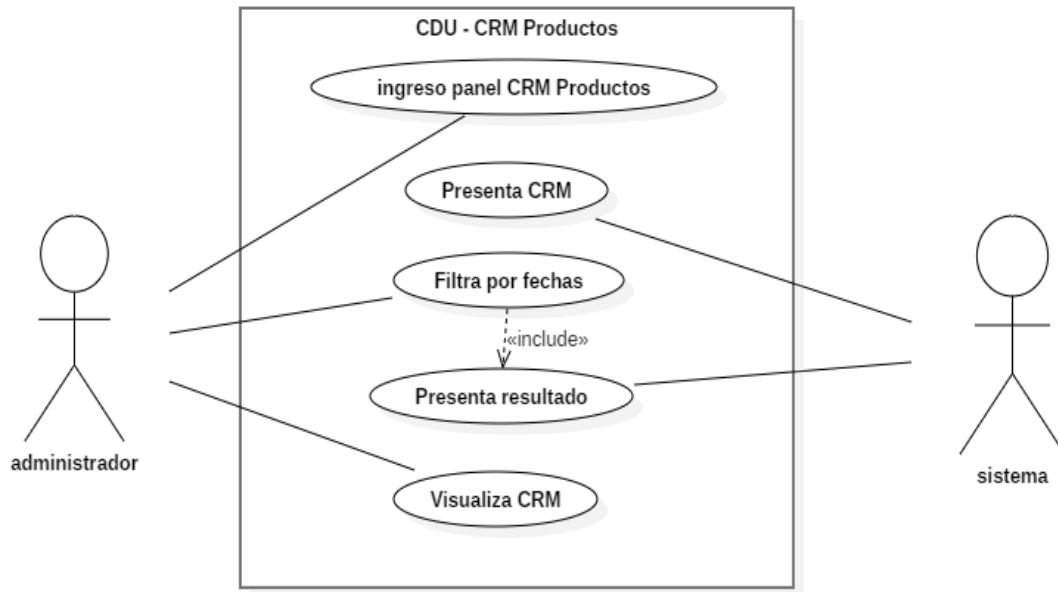 CDU - CRM Productos
ingreso panel CRM Productos
Presenta CRM
Filtra por fechas
«include»
Presenta resultado
administrador
sistema
Visualiza CRM